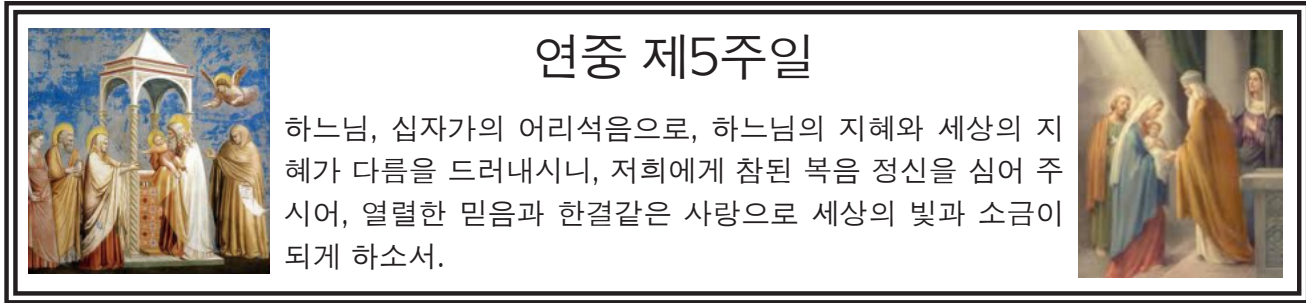 연중 제5주일
하느님, 십자가의 어리석음으로, 하느님의 지혜와 세상의 지
혜가 다름을 드러내시니, 저희에게 참된 복음 정신을 심어 주
시어, 열렬한 믿음과 한결같은 사랑으로 세상의 빛과 소금이
되게 하소서.